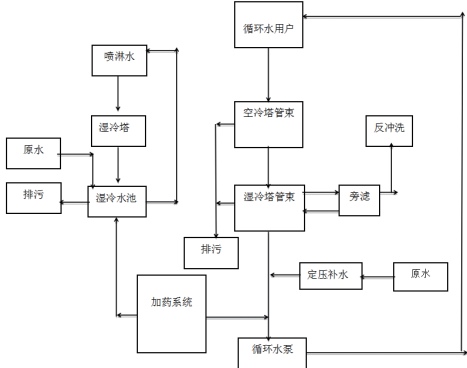 循环水用户
喷淋水
空冷塔管束
湿冷塔
反冲洗
原水
排污
湿冷水池
湿冷塔管束
旁滤
排污
定压补水
原水
加药系统
循环水泵